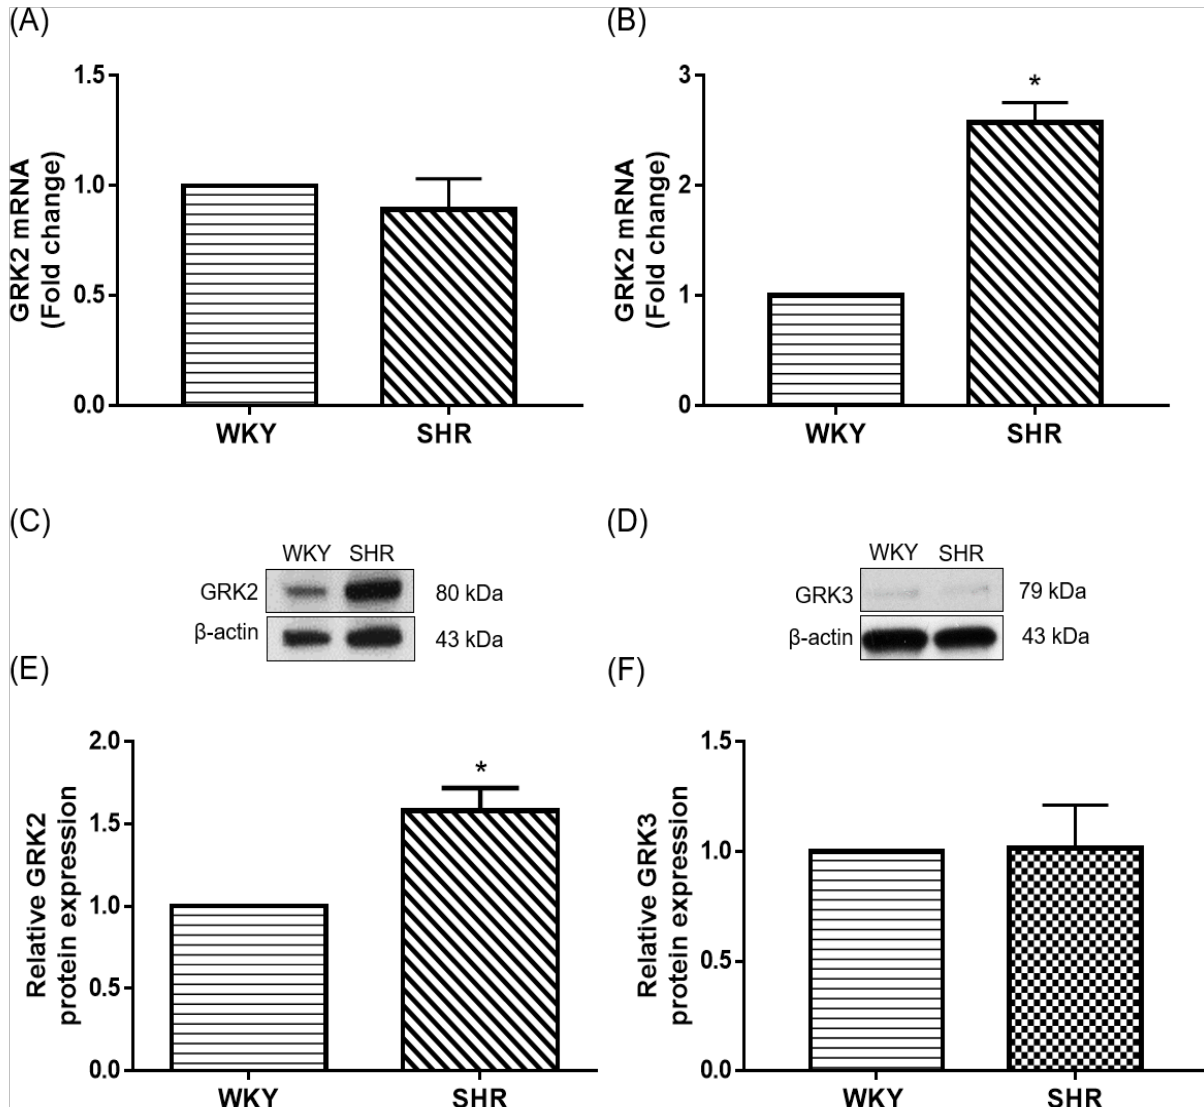 (A)
GRK2 mRNA
(Fold change)
1.5
1.0
0.5
0.0
WKY SHR
(B)
GRK2 mRNA
(Fold change)
3
2
1
0
*
WKY SHR
(C)
WKY SHR
GRK2 80 kDa
β-actin 43 kDa
(D)
WKY SHR
GRK3 79 kDa
β-actin 43 kDa
(E)
Relative GRK2
protein expression
2.0
1.5
1.0
0.5
0.0
*
WKY SHR
(F)
Relative GRK3
protein expression
1.5
1.0
0.5
0.0
WKY SHR